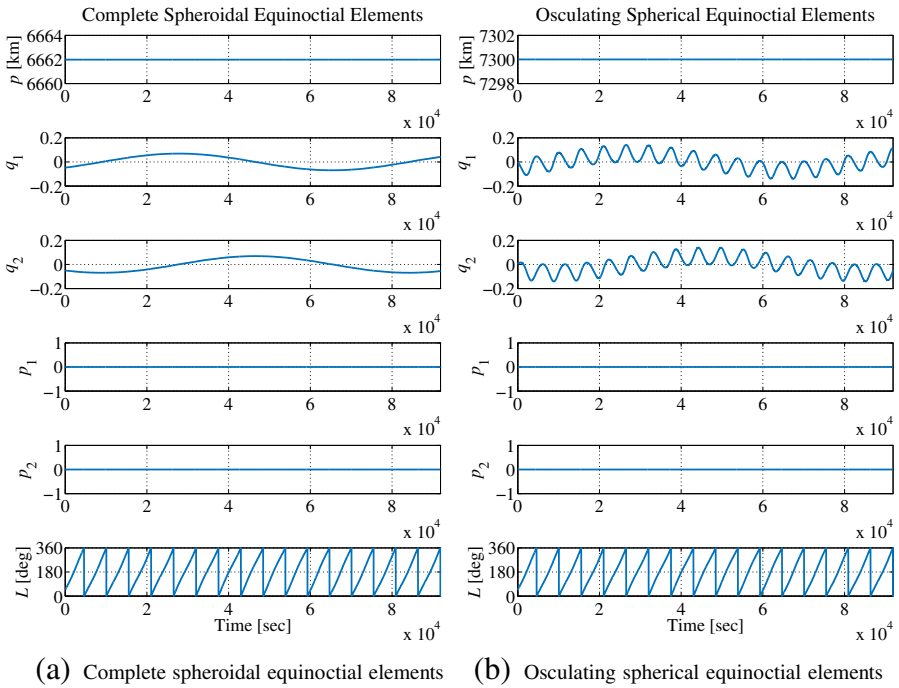 Complete Spheroidal Equinoctial Elements
p [km]
6664
6662
6660
0 2 4 6 8
x 10^4
q_1
0.2
0
−0.2
0 2 4 6 8
x 10^4
q_2
0.2
0
−0.2
0 2 4 6 8
x 10^4
p_1
1
0
−1
0 2 4 6 8
x 10^4
p_2
1
0
−1
0 2 4 6 8
x 10^4
L [deg]
360
180
0
0 2 4 6 8
Time [sec]
x 10^4
(a) Complete spheroidal equinoctial elements
Osculating Spherical Equinoctial Elements
p [km]
7302
7300
7298
0 2 4 6 8
x 10^4
q_1
0.2
0
−0.2
0 2 4 6 8
x 10^4
q_2
0.2
0
−0.2
0 2 4 6 8
x 10^4
p_1
1
0
−1
0 2 4 6 8
x 10^4
p_2
1
0
−1
0 2 4 6 8
x 10^4
L [deg]
360
180
0
0 2 4 6 8
Time [sec]
x 10^4
(b) Osculating spherical equinoctial elements